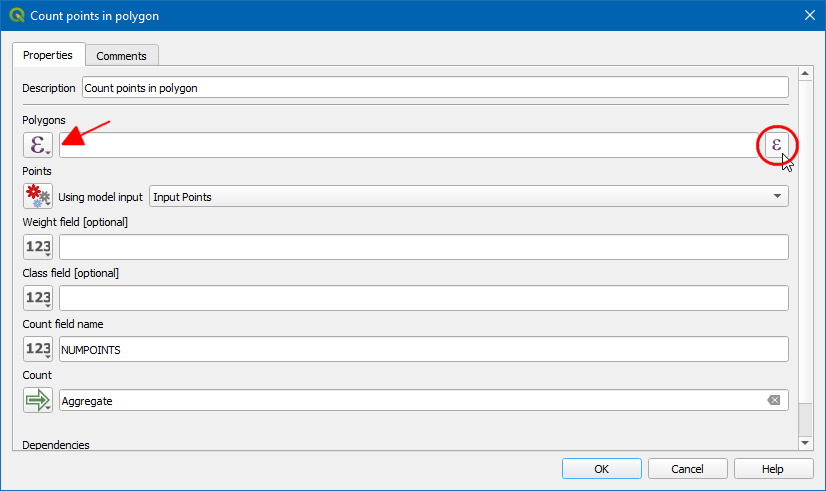 Count points in polygon
Properties
Comments
Description Count points in polygon
Polygons
ε ε
Points
Using model input Input Points
Weight field [optional]
123
Class field [optional]
123
Count field name
123 NUMPOINTS
Count
Aggregate
Dependencies
OK Cancel Help